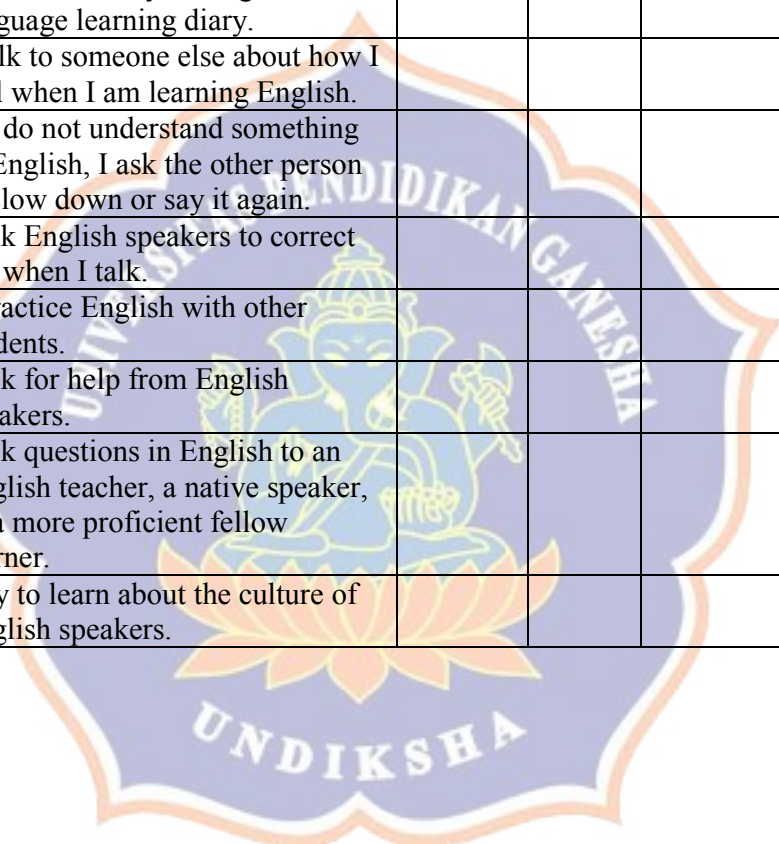 guage learning diary.
lk to someone else about how I
l when I am learning English.
do not understand something
English, I ask the other person
slow down or say it again.
k English speakers to correct
when I talk.
actice English with other
dents.
k for help from English
akers.
k questions in English to an
glish teacher, a native speaker,
a more proficient fellow
rner.
y to learn about the culture of
glish speakers.
UNIVERSITAS PENDIDIKAN GANESHA
UNDIKSHA